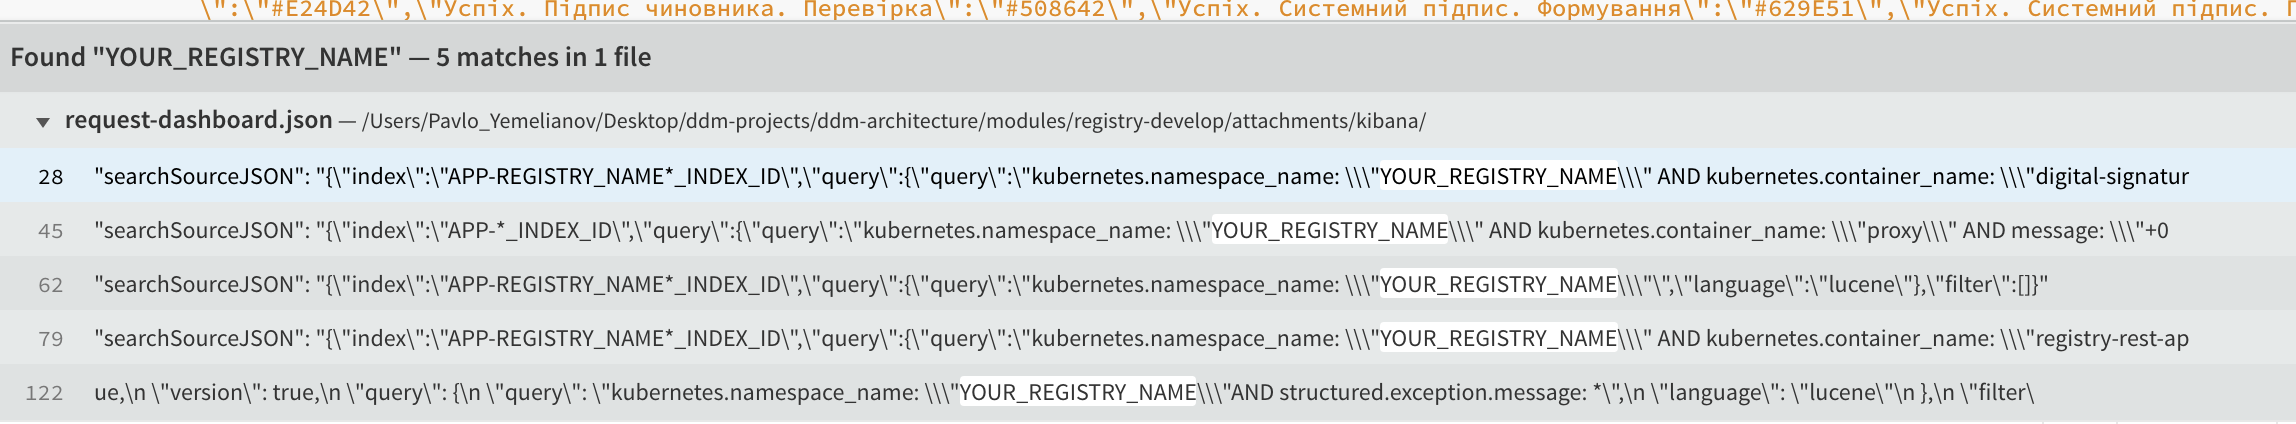 \":\"#E24D42\",\"Успіх. Підпис чиновника. Перевірка\":\"#508642\",\"Успіх. Системний підпис. Формування\":\"#629E51\",\"Успіх. Системний підпис.
Found "YOUR_REGISTRY_NAME" — 5 matches in 1 file
request-dashboard.json — /Users/Pavlo_Yemelianov/Desktop/ddm-projects/ddm-architecture/modules/registry-develop/attachments/kibana/
28 "searchSourceJSON": "{\"index\":\"APP-REGISTRY_NAME*_INDEX_ID\",\"query\":{\"query\":\"kubernetes.namespace_name: \\\"YOUR_REGISTRY_NAME\\\" AND kubernetes.container_name: \\\"digital-signatur
45 "searchSourceJSON": "{\"index\":\"APP-*_INDEX_ID\",\"query\":{\"query\":\"kubernetes.namespace_name: \\\"YOUR_REGISTRY_NAME\\\" AND kubernetes.container_name: \\\"proxy\\\" AND message: \\\"+0
62 "searchSourceJSON": "{\"index\":\"APP-REGISTRY_NAME*_INDEX_ID\",\"query\":{\"query\":\"kubernetes.namespace_name: \\\"YOUR_REGISTRY_NAME\\\"\",\"language\":\"lucene\"},\"filter\":[]}"
79 "searchSourceJSON": "{\"index\":\"APP-REGISTRY_NAME*_INDEX_ID\",\"query\":{\"query\":\"kubernetes.namespace_name: \\\"YOUR_REGISTRY_NAME\\\" AND kubernetes.container_name: \\\"registry-rest-ap
122 ue,\n \"version\": true,\n \"query\": {\n \"query\": \"kubernetes.namespace_name: \\\"YOUR_REGISTRY_NAME\\\"AND structured.exception.message: *\",\n \"language\": \"lucene\"\n },\n \"filter\